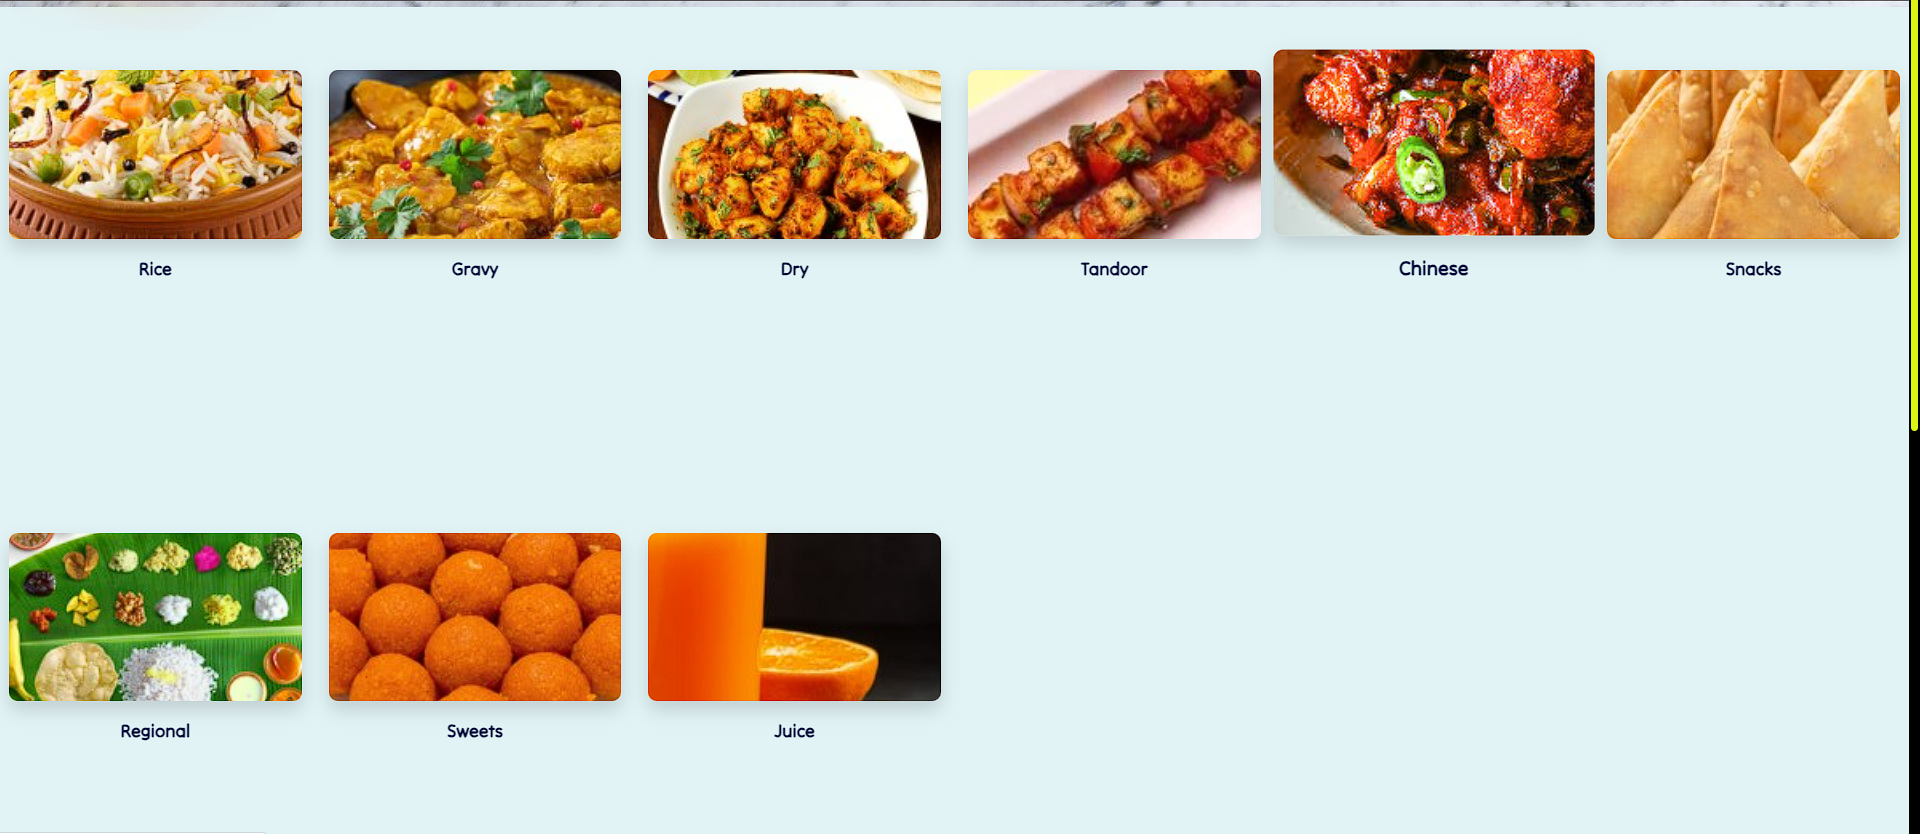 Rice
Gravy
Dry
Tandoor
Chinese
Snacks
Regional
Sweets
Juice